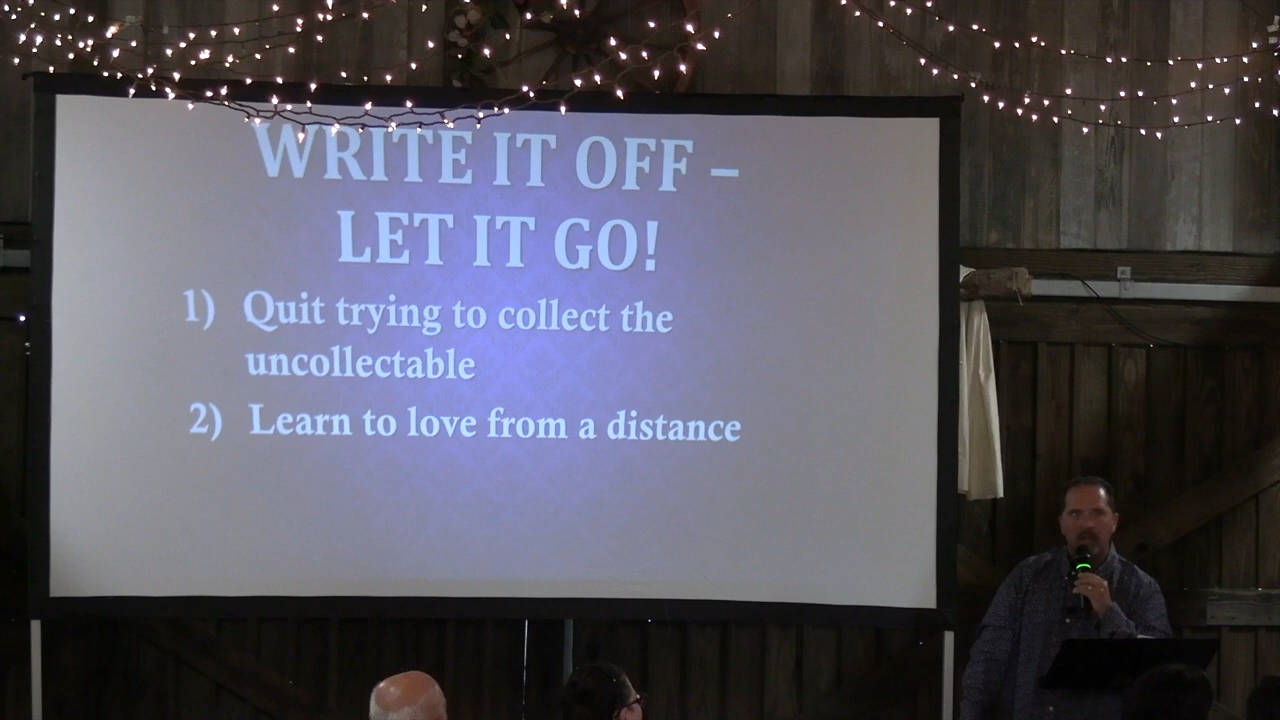 WRITE IT OFF –
LET IT GO!
1) Quit trying to collect the
uncollectable
2) Learn to love from a distance